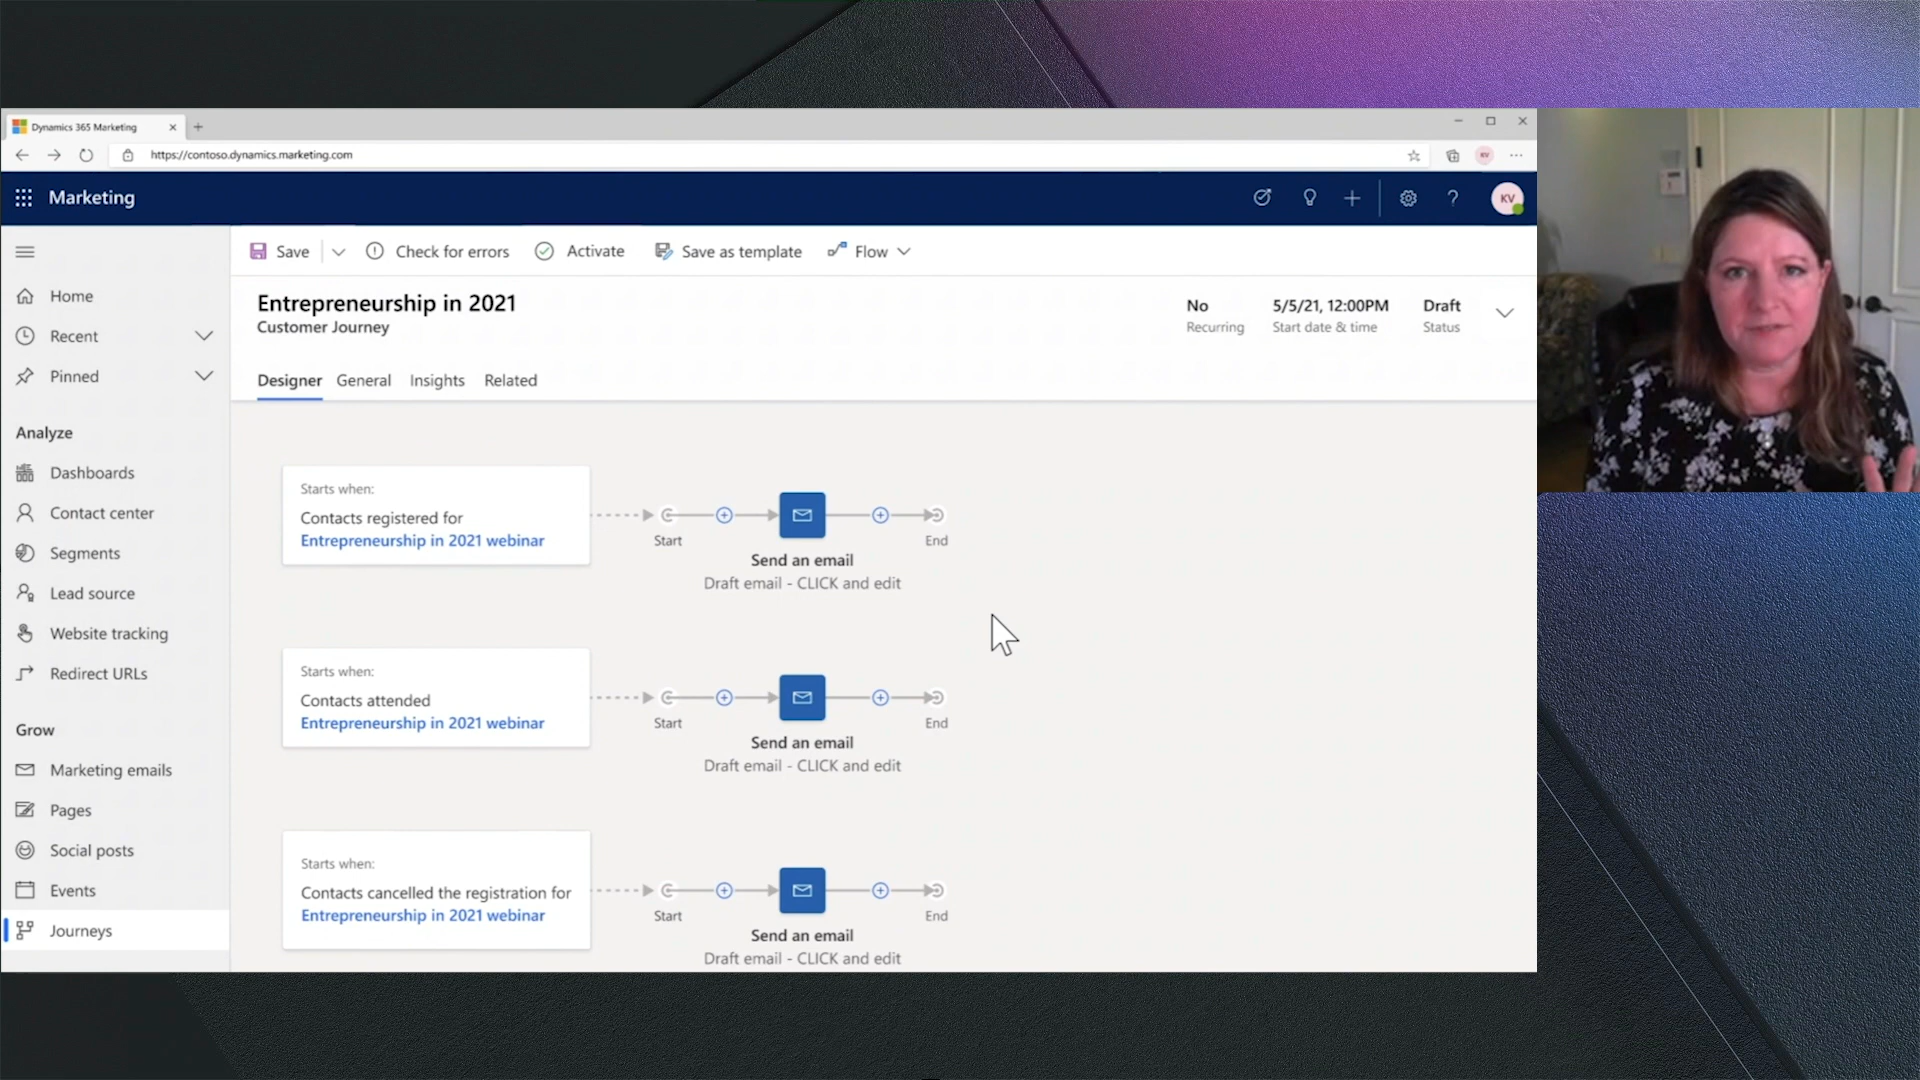 Dynamics 365 Marketing
https://contoso.dynamics.marketing.com
KV
Marketing
KV
Save
Check for errors
Activate
Save as template
Flow
Entrepreneurship in 2021
Customer Journey
No
Recurring
5/5/21, 12:00PM
Start date & time
Draft
Status
Designer
General
Insights
Related
Home
Recent
Pinned
Analyze
Dashboards
Contact center
Segments
Lead source
Website tracking
Redirect URLs
Grow
Marketing emails
Pages
Social posts
Events
Journeys
Starts when:
Contacts registered for
Entrepreneurship in 2021 webinar
Start
End
Send an email
Draft email - CLICK and edit
Starts when:
Contacts attended
Entrepreneurship in 2021 webinar
Start
End
Send an email
Draft email - CLICK and edit
Starts when:
Contacts cancelled the registration for
Entrepreneurship in 2021 webinar
Start
End
Send an email
Draft email - CLICK and edit